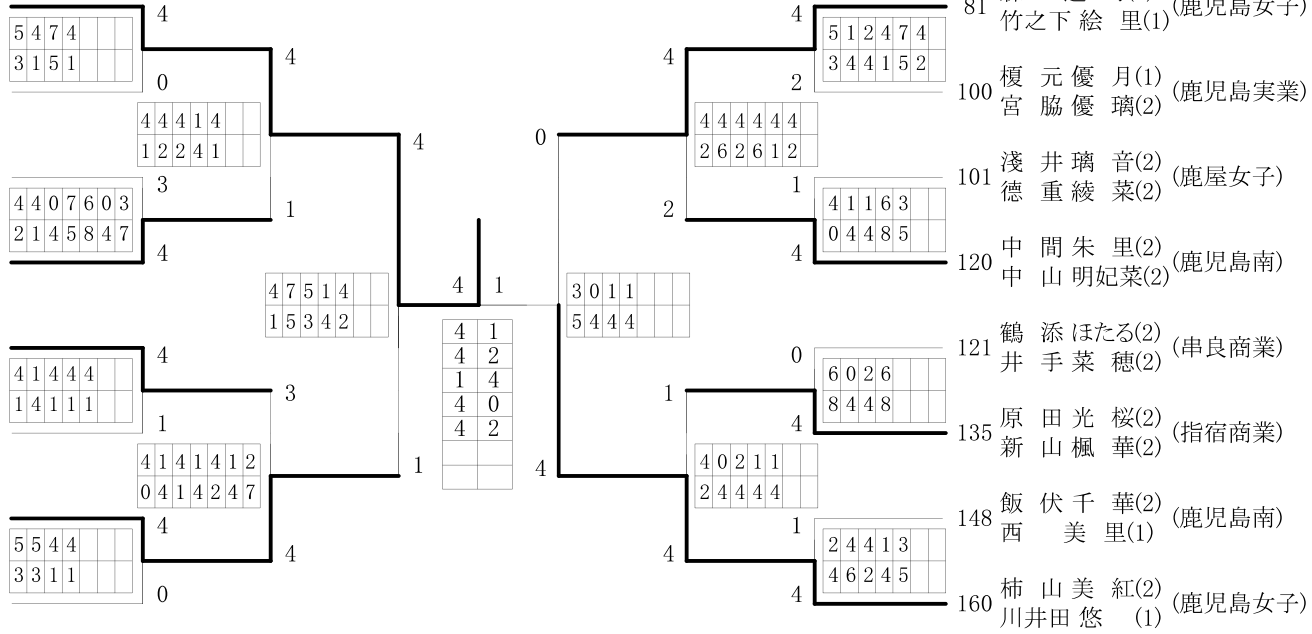 4
5 4 7 4
3 1 5 1
0
4
4 4 4 1 4
1 2 2 4 1
3
4 4 0 7 6 0 3
2 1 4 5 8 4 7
4
1
4
4 7 5 1 4
1 5 3 4 2
4
4 1 4 4 4
1 4 1 1 1
1
3
4 1 4 1 4 1 2
0 4 1 4 2 4 7
4
5 5 4 4
3 3 1 1
0
4
1
4 1
4 1
4 2
1 4
4 0
4 2
0
3 0 1 1
5 4 4 4
4
4
4 4 4 4 4 4
2 6 2 6 1 2
2
1
4 0 2 1 1
2 4 4 4 4
4
4
5 1 2 4 7 4
3 4 4 1 5 2
2
1
4 1 1 6 3
0 4 4 8 5
4
0
6 0 2 6
8 4 4 8
4
1
2 4 4 1 3
4 6 2 4 5
4
81 (鹿児島女子)
竹之下 絵 里(1)
榎 元 優 月(1)
100 (鹿児島実業)
宮 脇 優 璃(2)
淺 井 璃 音(2)
101 (鹿屋女子)
德 重 綾 菜(2)
中 間 朱 里(2)
120 (鹿児島南)
中 山 明妃菜(2)
鶴 添 ほたる(2)
121 (串良商業)
井 手 菜 穂(2)
原 田 光 桜(2)
135 (指宿商業)
新 山 楓 華(2)
飯 伏 千 華(2)
148 (鹿児島南)
西 美 里(1)
柿 山 美 紅(2)
160 (鹿児島女子)
川井田 悠 (1)